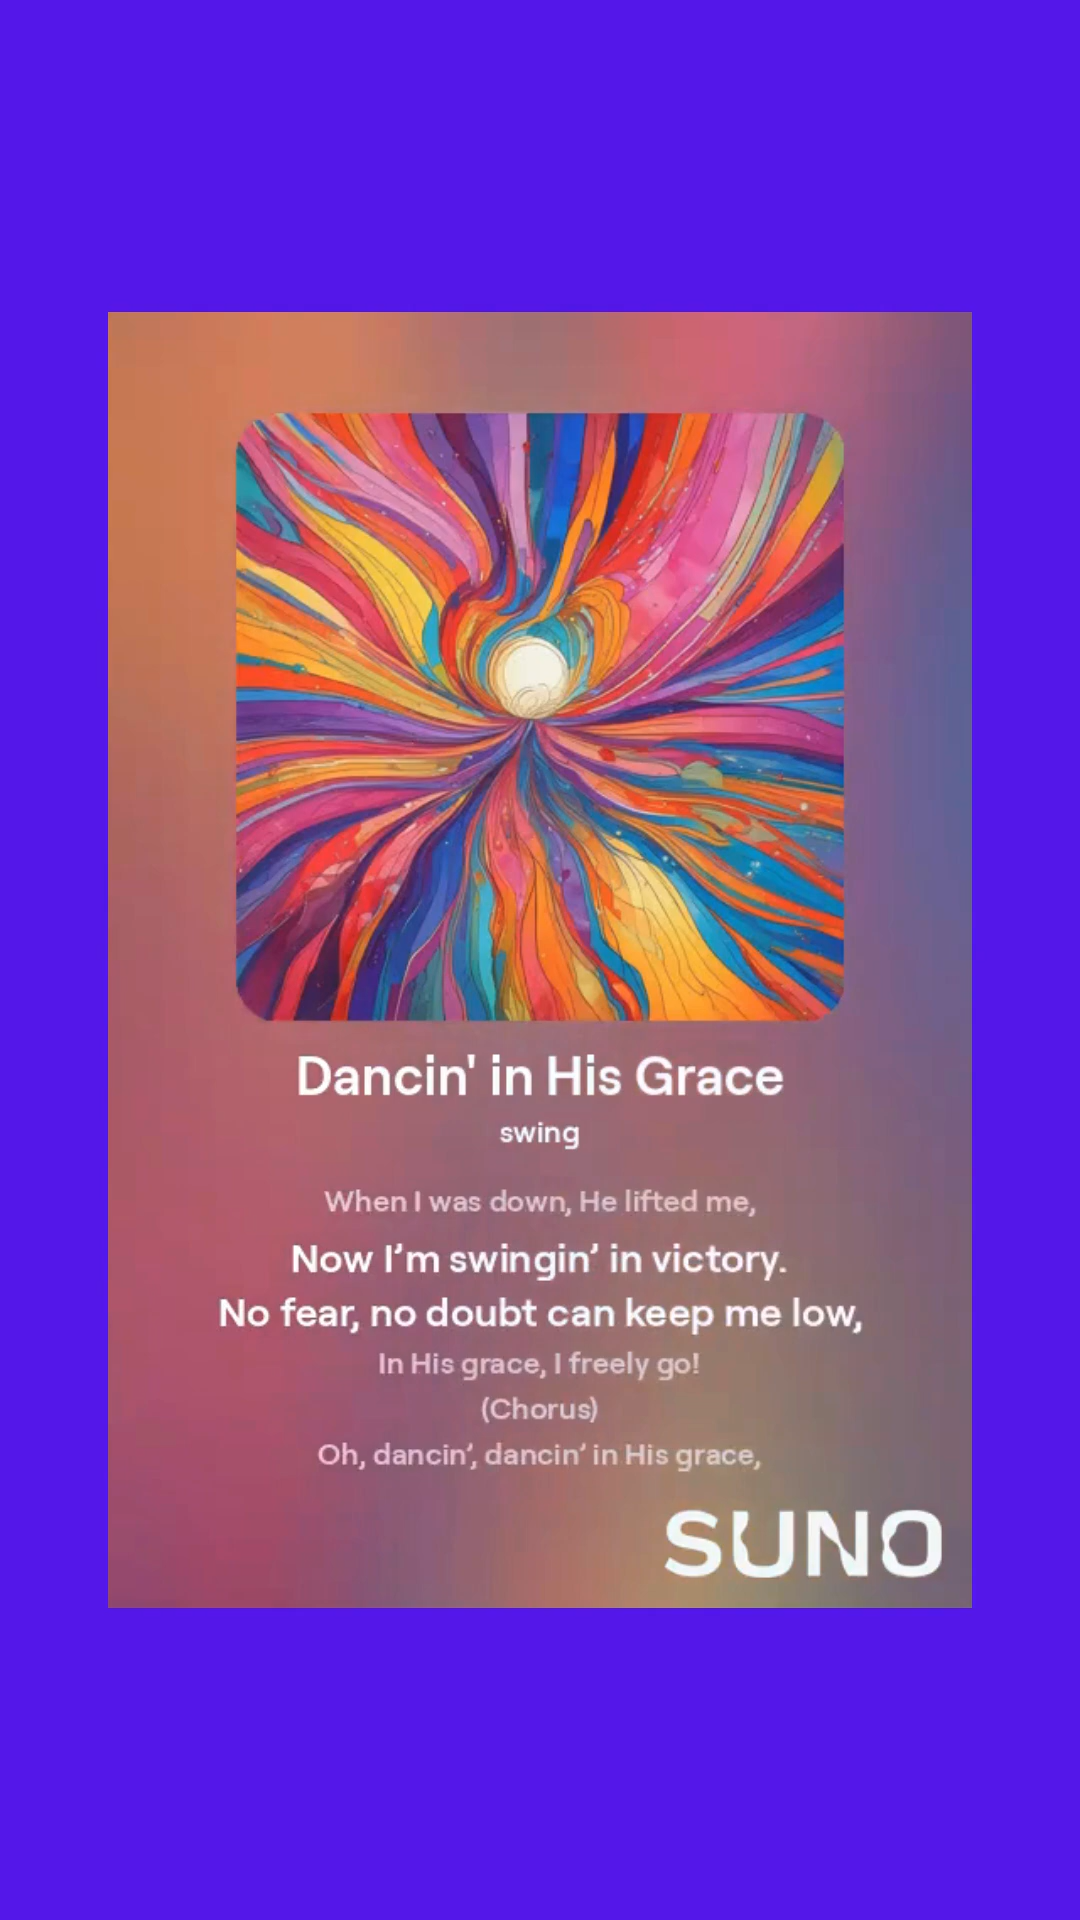 Dancin' in His Grace
swing
When I was down, He lifted me,
Now I’m swingin’ in victory.
No fear, no doubt can keep me low,
In His grace, I freely go!
(Chorus)
Oh, dancin’, dancin’ in His grace,
SUNO